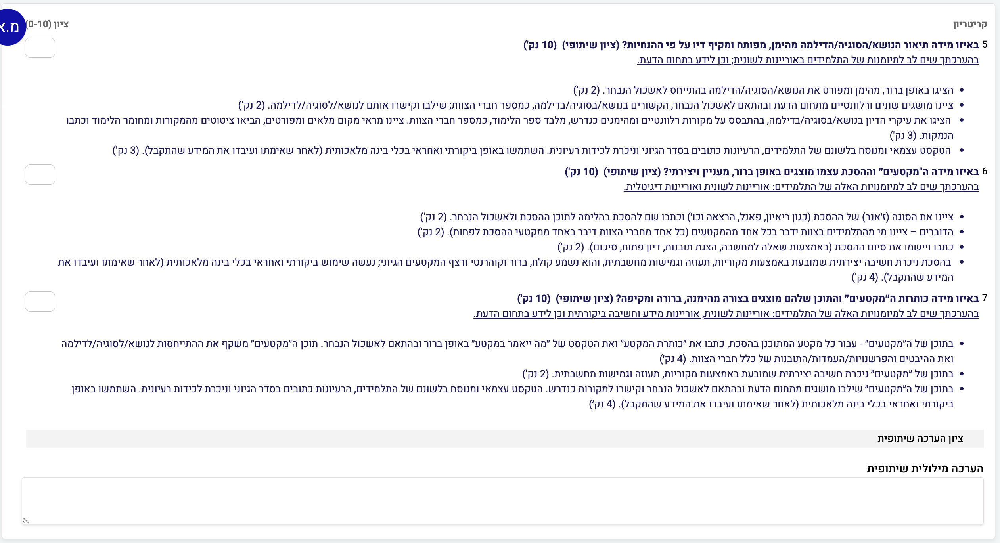 קריטריון
ציון (0-10)
מ.א
5 באיזו מידה תיאור הנושא/הסוגיה/הדילמה מהימן, מפותח ומקיף דיו על פי ההנחיות? (ציון שיתופי) (10 נק')
בהערכתך שים לב למיומנות של התלמידים באוריינות לשונית; וכן לידע בתחום הדעת.
• הציגו באופן ברור, מהימן ומפורט את הנושא/הסוגיה/הדילמה בהתייחס לאשכול הנבחר. (2 נק')
• ציינו מושגים שונים ורלוונטיים מתחום הדעת ובהתאם לאשכול הנבחר, הקשורים בנושא/בסוגיה/בדילמה, כמספר חברי הצוות; שילבו וקישרו אותם לנושא/לסוגיה/לדילמה. (2 נק')
• הציגו את עיקרי הדיון בנושא/בסוגיה/בדילמה, בהתבסס על מקורות רלוונטיים ומהימנים כנדרש, מלבד ספר הלימוד, כמספר חברי הצוות. ציינו מראי מקום מלאים ומפורטים, הביאו ציטוטים מהמקורות ומחומר הלימוד וכתבו
הנמקות. (3 נק')
• הטקסט עצמאי ומנוסח בלשונם של התלמידים, הרעיונות כתובים בסדר הגיוני וניכרת לכידות רעיונית. השתמשו באופן ביקורתי ואחראי בכלי בינה מלאכותית (לאחר שאימתו ועיבדו את המידע שהתקבל). (3 נק')
6 באיזו מידה ה"מקטעים״ וההסכת עצמו מוצגים באופן ברור, מעניין ויצירתי? (ציון שיתופי) (10 נק')
בהערכתך שים לב למיומנויות האלה של התלמידים: אוריינות לשונית ואוריינות דיגיטלית.
• ציינו את הסוגה (ז'אנר) של ההסכת (כגון ריאיון, פאנל, הרצאה וכו') וכתבו שם להסכת בהלימה לתוכן ההסכת ולאשכול הנבחר. (2 נק')
• הדוברים – ציינו מי מהתלמידים בצוות ידבר בכל אחד מהמקטעים (כל אחד מחברי הצוות דיבר באחד ממקטעי ההסכת לפחות). (2 נק')
• כתבו ויישמו את סיום ההסכת (באמצעות שאלה למחשבה, הצגת תובנות, דיון פתוח, סיכום). (2 נק')
• בהסכת ניכרת חשיבה יצירתית שמובעת באמצעות מקוריות, תעוזה וגמישות מחשבתית, והוא נשמע קולח, ברור וקוהרנטי ורצף המקטעים הגיוני; נעשה שימוש ביקורתי ואחראי בכלי בינה מלאכותית (לאחר שאימתו ועיבדו את
המידע שהתקבל). (4 נק')
7 באיזו מידה כותרות ה״מקטעים״ והתוכן שלהם מוצגים בצורה מהימנה, ברורה ומקיפה? (ציון שיתופי) (10 נק')
בהערכתך שים לב למיומנויות האלה של התלמידים: אוריינות לשונית, אוריינות מידע וחשיבה ביקורתית וכן לידע בתחום הדעת.
• בתוכן של ה״מקטעים״ - עבור כל מקטע המתוכנן בהסכת, כתבו את ״כותרת המקטע״ ואת הטקסט של ״מה ייאמר במקטע״ באופן ברור ובהתאם לאשכול הנבחר. תוכן ה״מקטעים״ משקף את ההתייחסות לנושא/לסוגיה/לדילמה
ואת ההיבטים והפרשנויות/העמדות/התובנות של כלל חברי הצוות. (4 נק')
• בתוכן של ״מקטעים״ ניכרת חשיבה יצירתית שמובעת באמצעות מקוריות, תעוזה וגמישות מחשבתית. (2 נק')
• בתוכן של ה״מקטעים״ שילבו מושגים מתחום הדעת ובהתאם לאשכול הנבחר וקישרו למקורות כנדרש. הטקסט עצמאי ומנוסח בלשונם של התלמידים, הרעיונות כתובים בסדר הגיוני וניכרת לכידות רעיונית. השתמשו באופן
ביקורתי ואחראי בכלי בינה מלאכותית (לאחר שאימתו ועיבדו את המידע שהתקבל). (4 נק')
ציון הערכה שיתופית
הערכה מילולית שיתופית